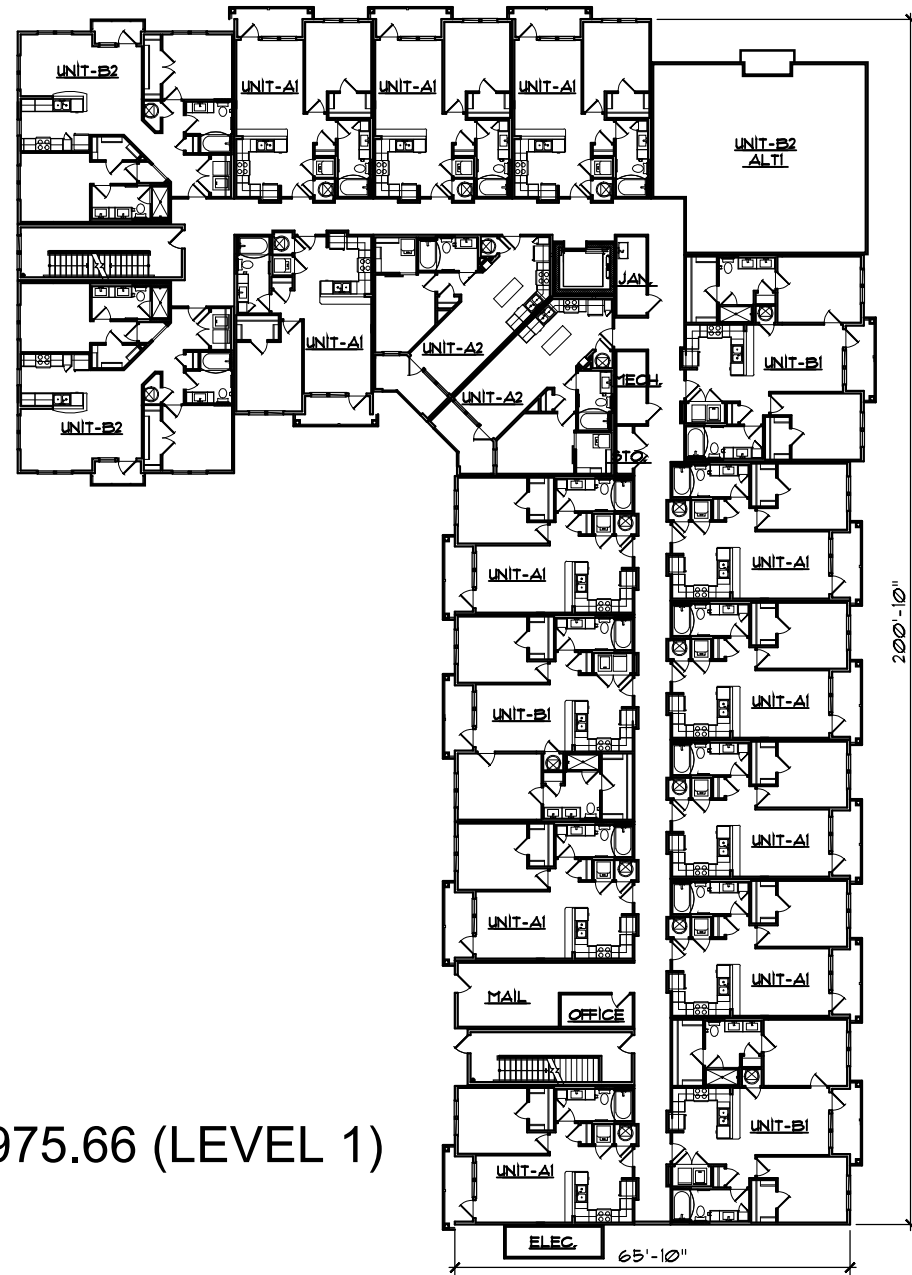 UNIT-B2
UNIT-A1
UNIT-A1
UNIT-A1
UNIT-B2
ALT1
JAN.
UNIT-A1
UNIT-A2
UNIT-B1
UNIT-A2
MECH.
UNIT-B2
STO.
UNIT-A1
UNIT-A1
200'-10"
UNIT-B1
UNIT-A1
UNIT-A1
UNIT-A1
UNIT-A1
MAIL
OFFICE
975.66 (LEVEL 1)
UNIT-B1
UNIT-A1
ELEC.
65'-10"